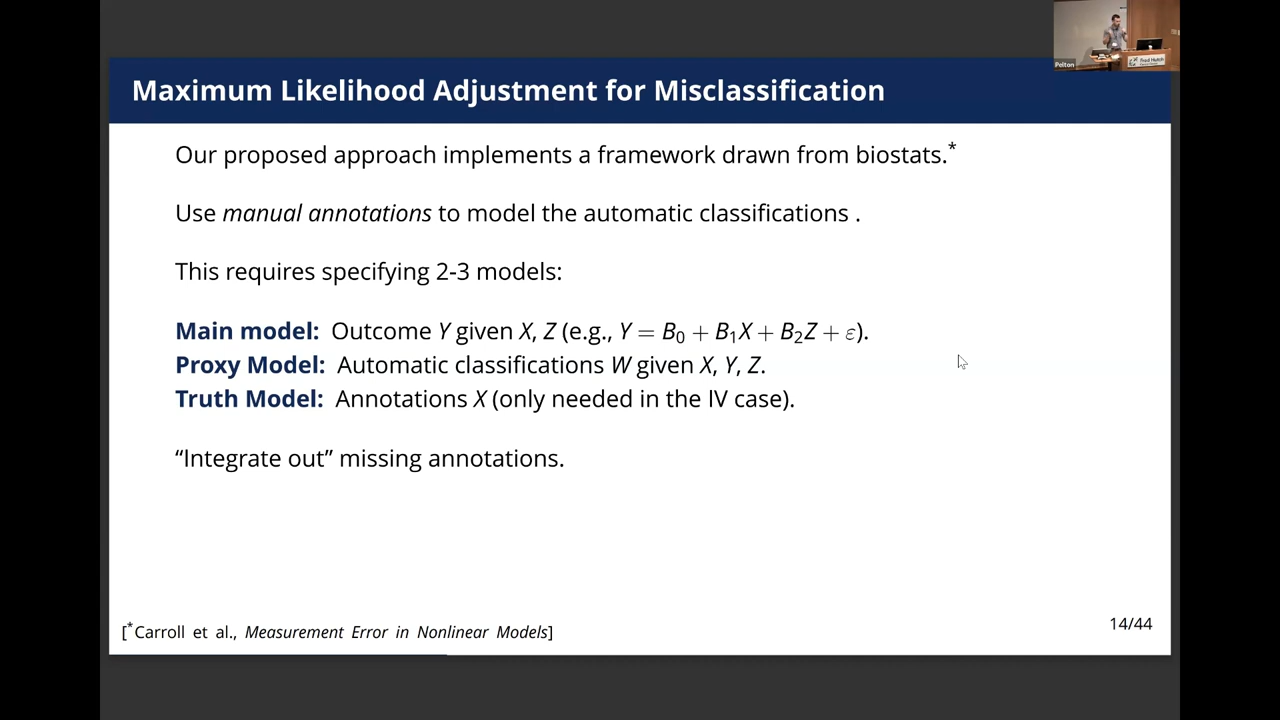 Pelton
Fred Hutch
Maximum Likelihood Adjustment for Misclassification
Our proposed approach implements a framework drawn from biostats.*
Use manual annotations to model the automatic classifications .
This requires specifying 2-3 models:
Main model: Outcome Y given X, Z (e.g., Y = B₀ + B₁X + B₂Z + ε).
Proxy Model: Automatic classifications W given X, Y, Z.
Truth Model: Annotations X (only needed in the IV case).
“Integrate out” missing annotations.
[*Carroll et al., Measurement Error in Nonlinear Models]
14/44